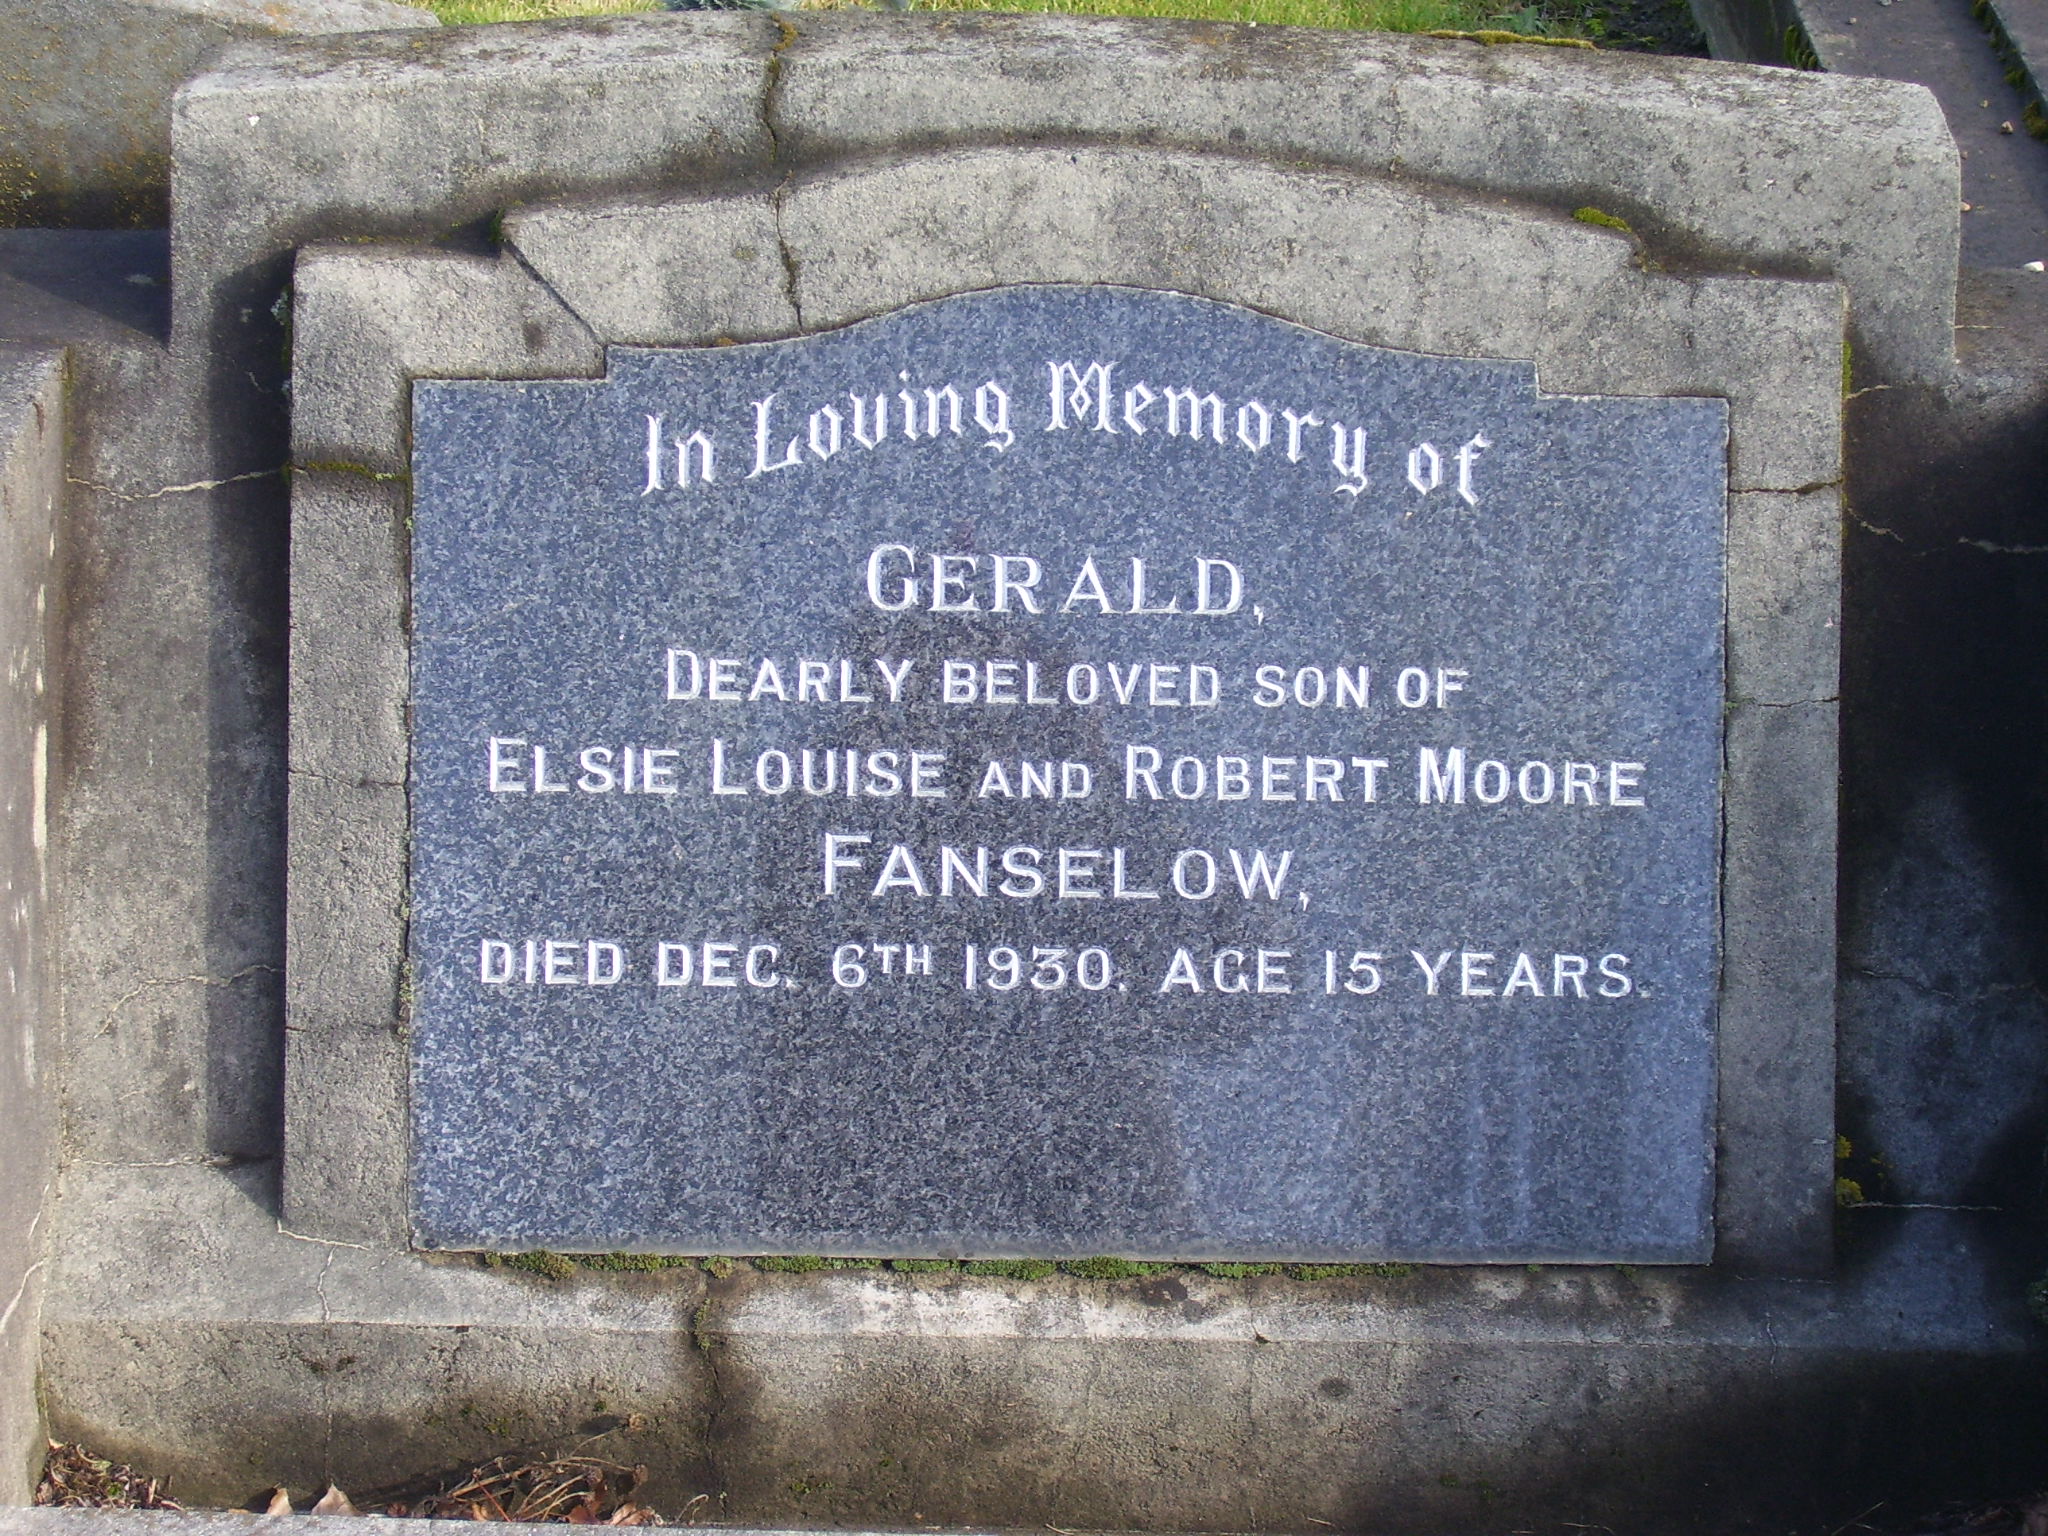 In Loving Memory of
GERALD,
DEARLY BELOVED SON OF
ELSIE LOUISE AND ROBERT MOORE
FANSELOW,
DIED DEC. 6TH 1930. AGE 15 YEARS.